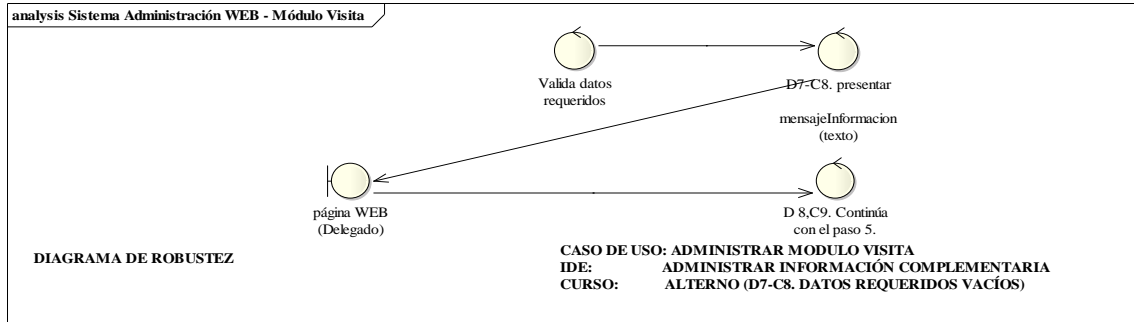 analysis Sistema Administración WEB - Módulo Visita
Valida datos
requeridos
D7-C8. presentar
mensajeInformacion
(texto)
página WEB
(Delegado)
D 8,C9. Continúa
con el paso 5.
DIAGRAMA DE ROBUSTEZ
CASO DE USO: ADMINISTRAR MODULO VISITA
IDE: ADMINISTRAR INFORMACIÓN COMPLEMENTARIA
CURSO: ALTERNO (D7-C8. DATOS REQUERIDOS VACÍOS)